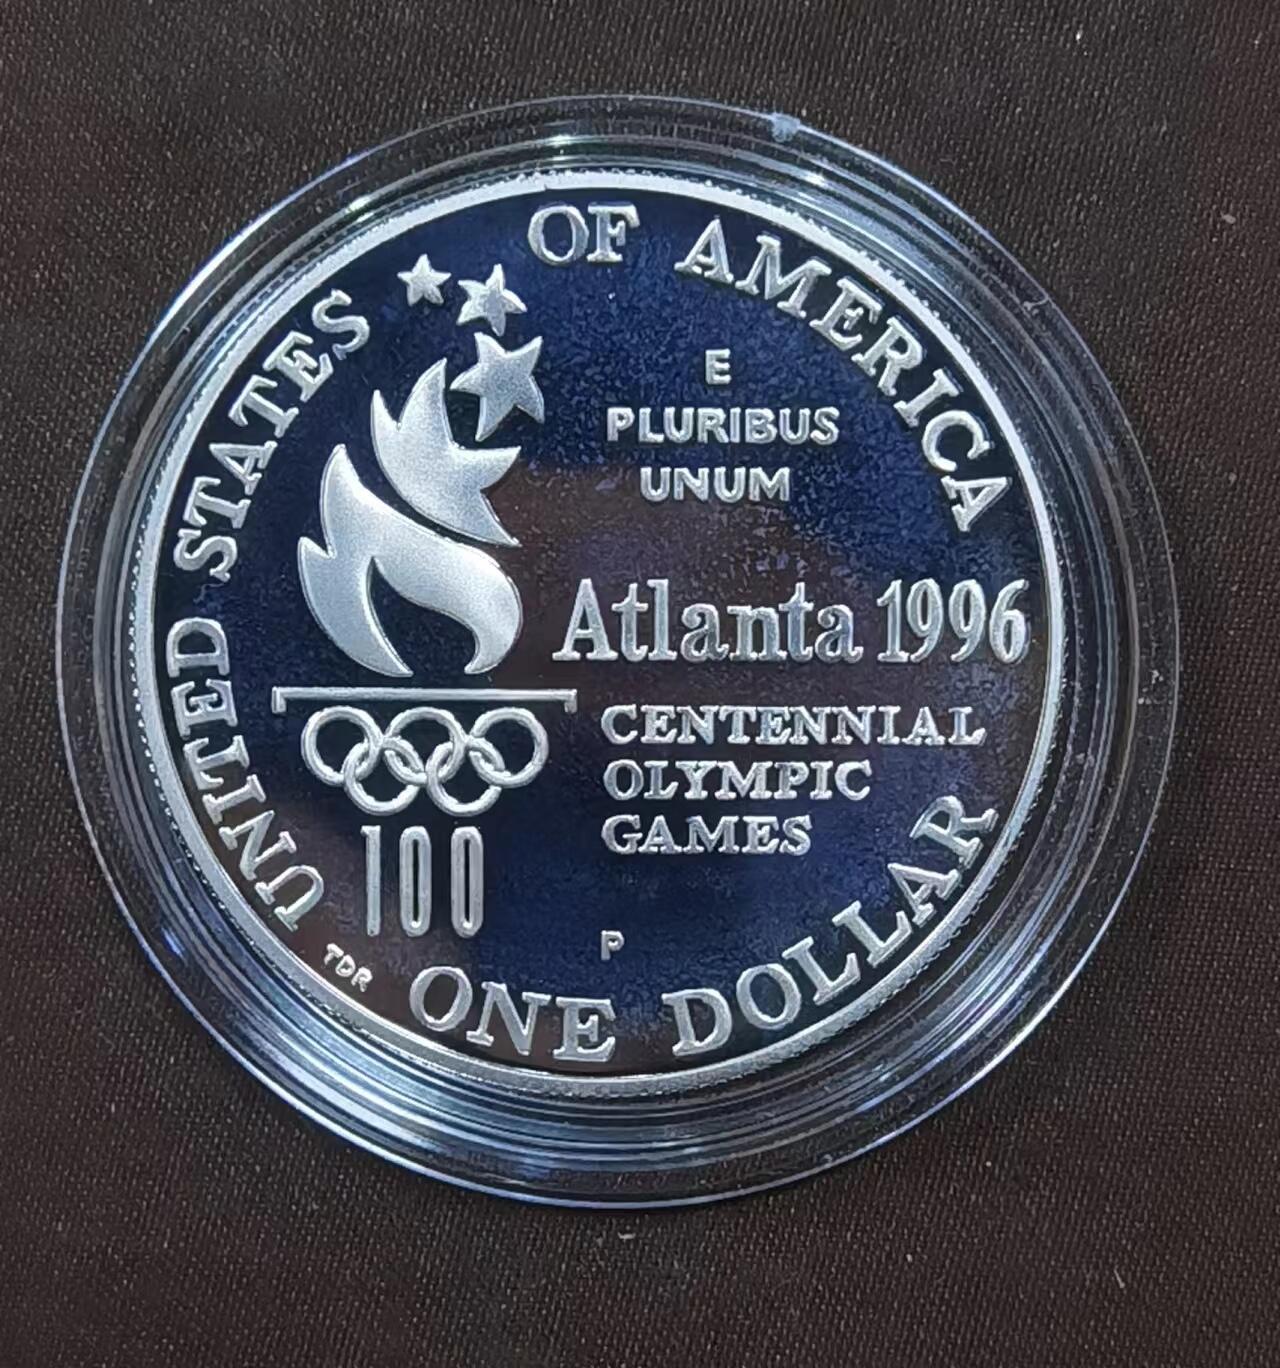 UNITED STATES OF AMERICA
E
PLURIBUS
UNUM
Atlanta 1996
CENTENNIAL
OLYMPIC
GAMES
100
P
TDR
ONE DOLLAR